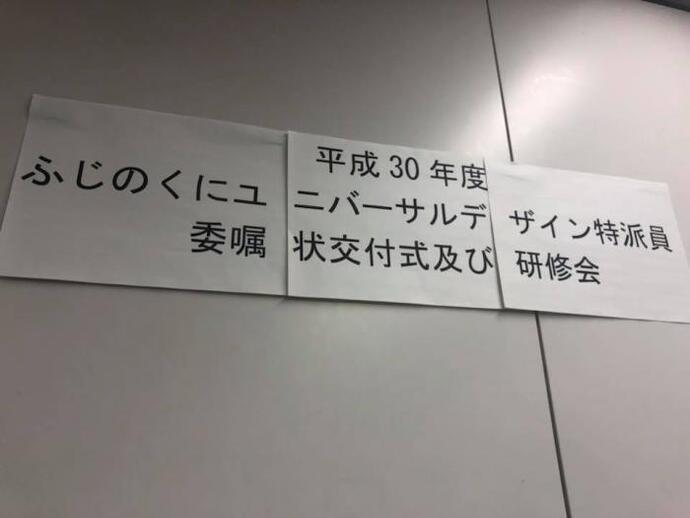 平成30年度
ふじのくにユニバーサルデザイン特派員
委嘱状交付式及び研修会